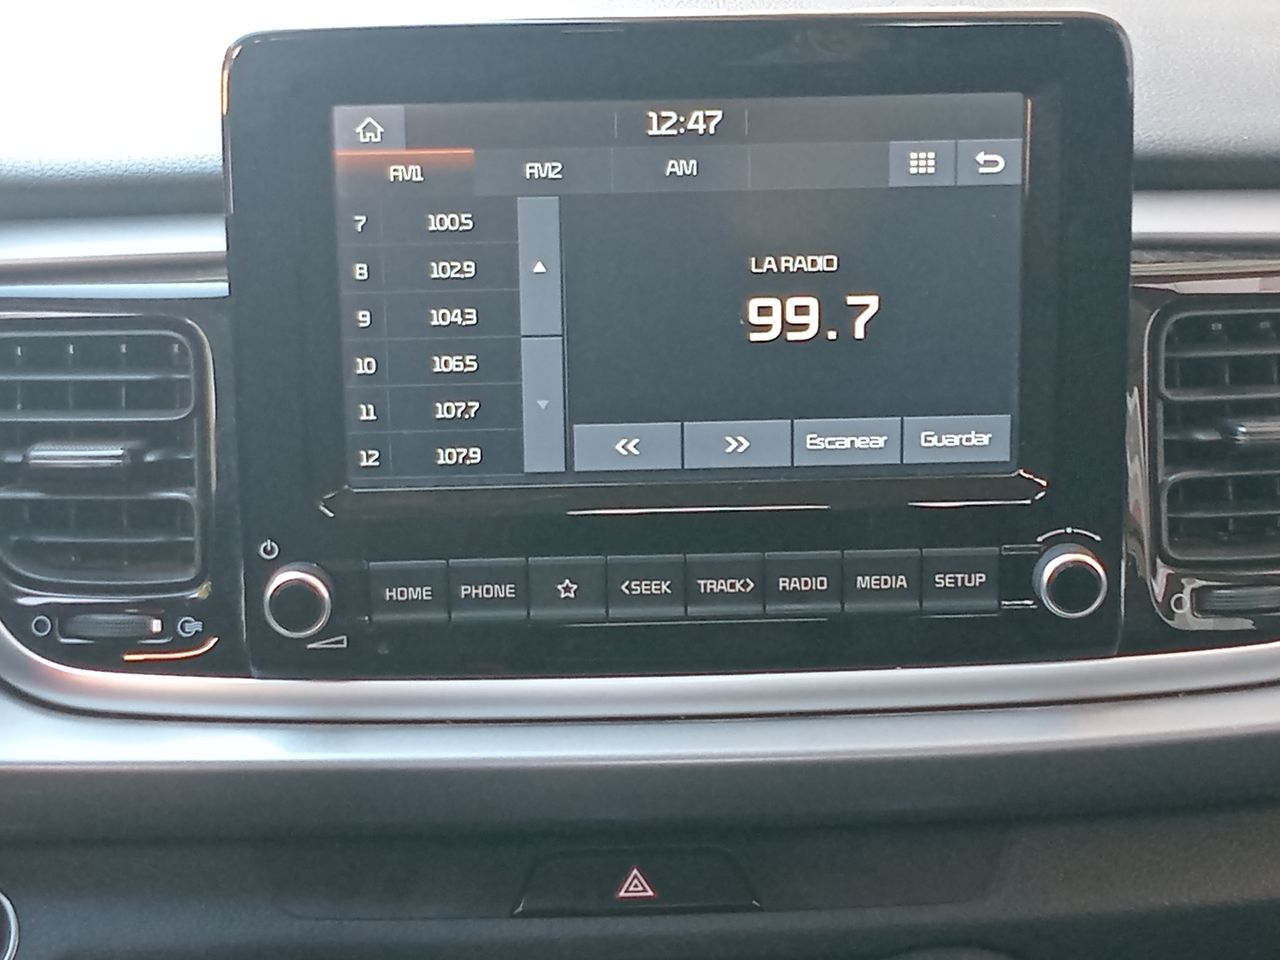 12:47
FM1 FM2 AM
7 100.5
8 102.9
9 104.3
10 106.5
11 107.7
12 107.9
LA RADIO
99.7
Escanear Guardar
HOME PHONE <SEEK TRACK> RADIO MEDIA SETUP